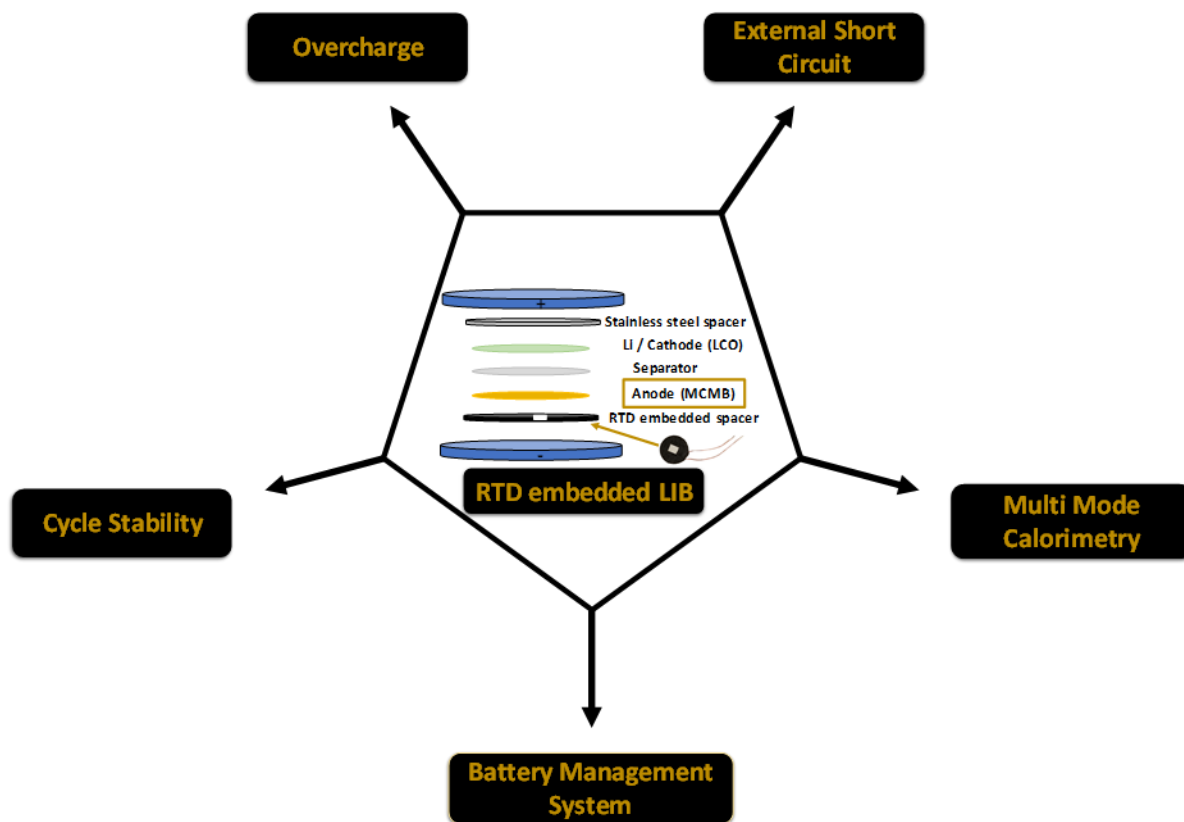 Overcharge
External Short
Circuit
+
Stainless steel spacer
Li / Cathode (LCO)
Separator
Anode (MCMB)
RTD embedded spacer
-
RTD embedded LIB
Cycle Stability
Multi Mode
Calorimetry
Battery Management
System